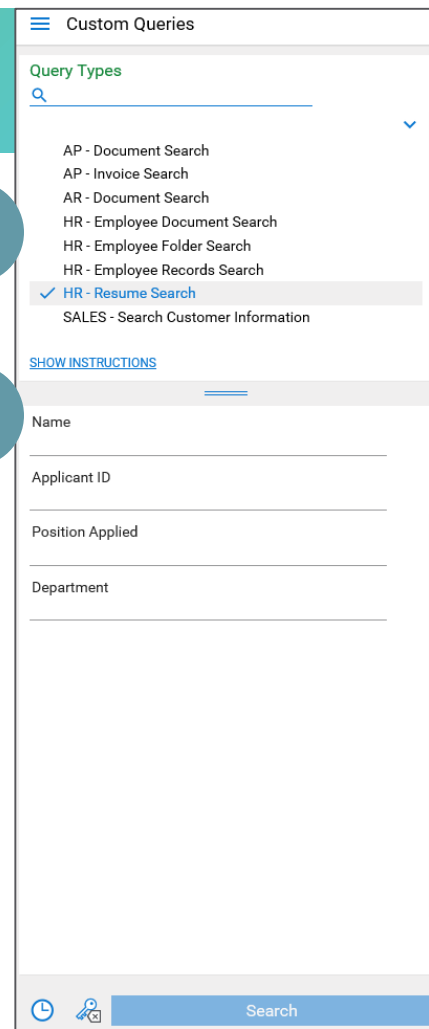 Custom Queries
Query Types
AP - Document Search
AP - Invoice Search
AR - Document Search
HR - Employee Document Search
HR - Employee Folder Search
HR - Employee Records Search
HR - Resume Search
SALES - Search Customer Information
SHOW INSTRUCTIONS
Name
Applicant ID
Position Applied
Department
Search